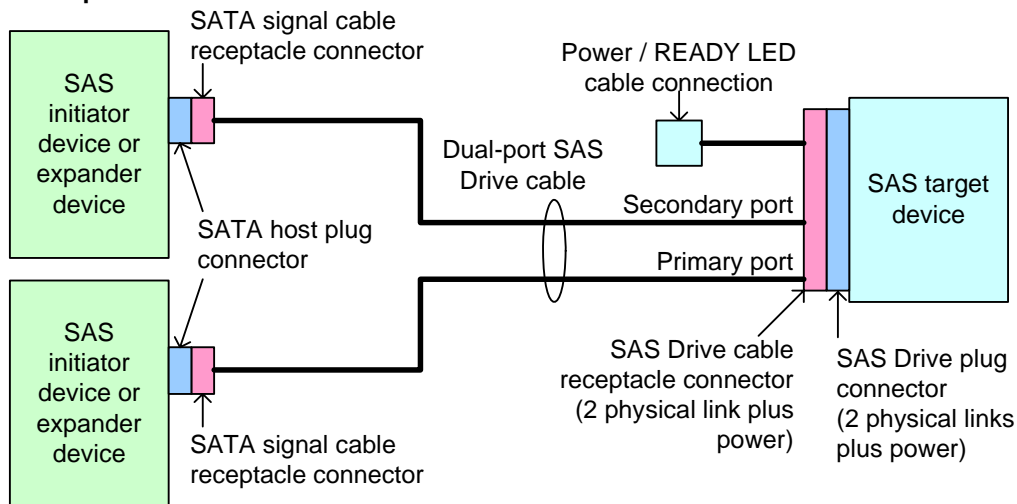 SATA signal cable
receptacle connector
SAS
initiator
device or
expander
device
Power / READY LED
cable connection
Dual-port SAS
Drive cable
SAS target
device
Secondary port
SATA host plug
connector
Primary port
SAS
initiator
device or
expander
device
SAS Drive cable
receptacle connector
(2 physical link plus
power)
SAS Drive plug
connector
(2 physical links
plus power)
SATA signal cable
receptacle connector